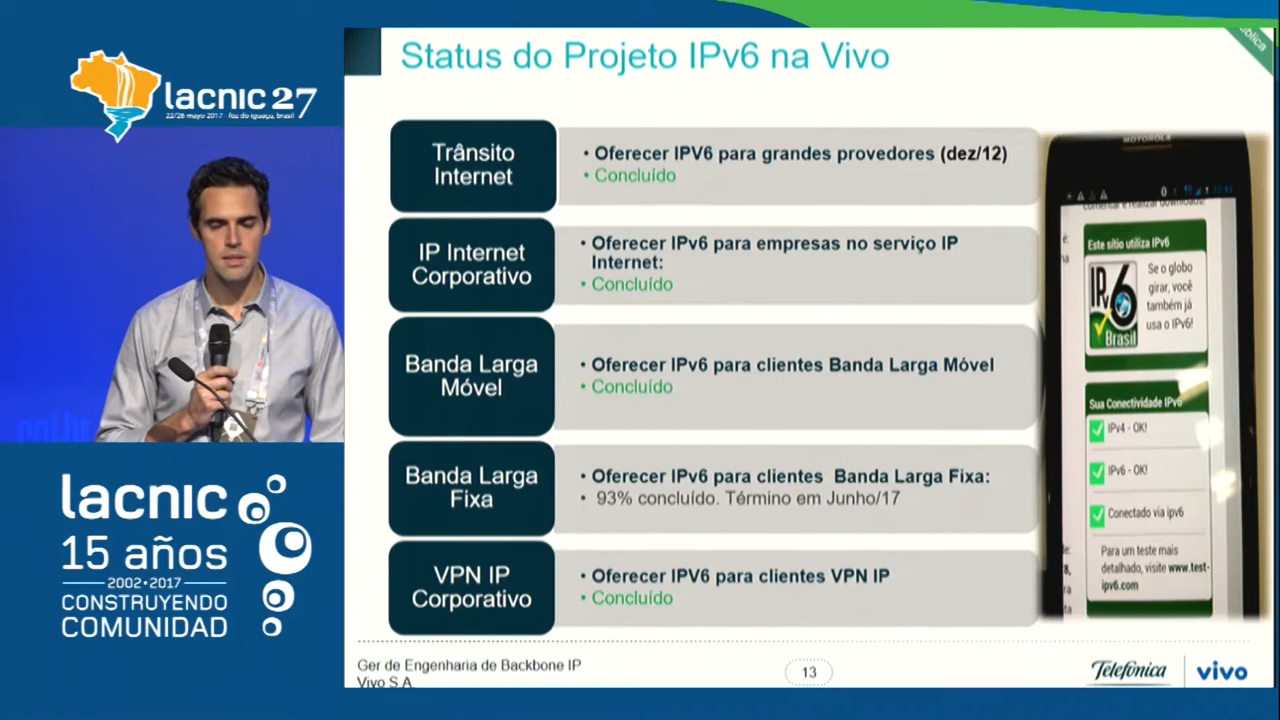 lacnic 27
22/26 mayo 2017 - foz do iguaçu, brasil
lacnic
15 años
2002•2017
CONSTRUYENDO
COMUNIDAD
Status do Projeto IPv6 na Vivo
Trânsito
Internet
• Oferecer IPV6 para grandes provedores (dez/12)
• Concluído
IP Internet
Corporativo
• Oferecer IPv6 para empresas no serviço IP
Internet:
• Concluído
Banda Larga
Móvel
• Oferecer IPv6 para clientes Banda Larga Móvel
• Concluído
Banda Larga
Fixa
• Oferecer IPv6 para clientes Banda Larga Fixa:
• 93% concluído. Término em Junho/17
VPN IP
Corporativo
• Oferecer IPV6 para clientes VPN IP
• Concluído
MOTOROLA
comentar e realizar downloads!
Este sítio utiliza IPv6
IPv6
Brasil
Se o globo
girar, você
também já
usa o IPv6!
Sua Conectividade IPv6
IPv4 - OK!
IPv6 - OK!
Conectado via ipv6
Para um teste mais
detalhado, visite www.test-
ipv6.com
Ger de Engenharia de Backbone IP
Vivo S.A.
13
Telefónica
vivo